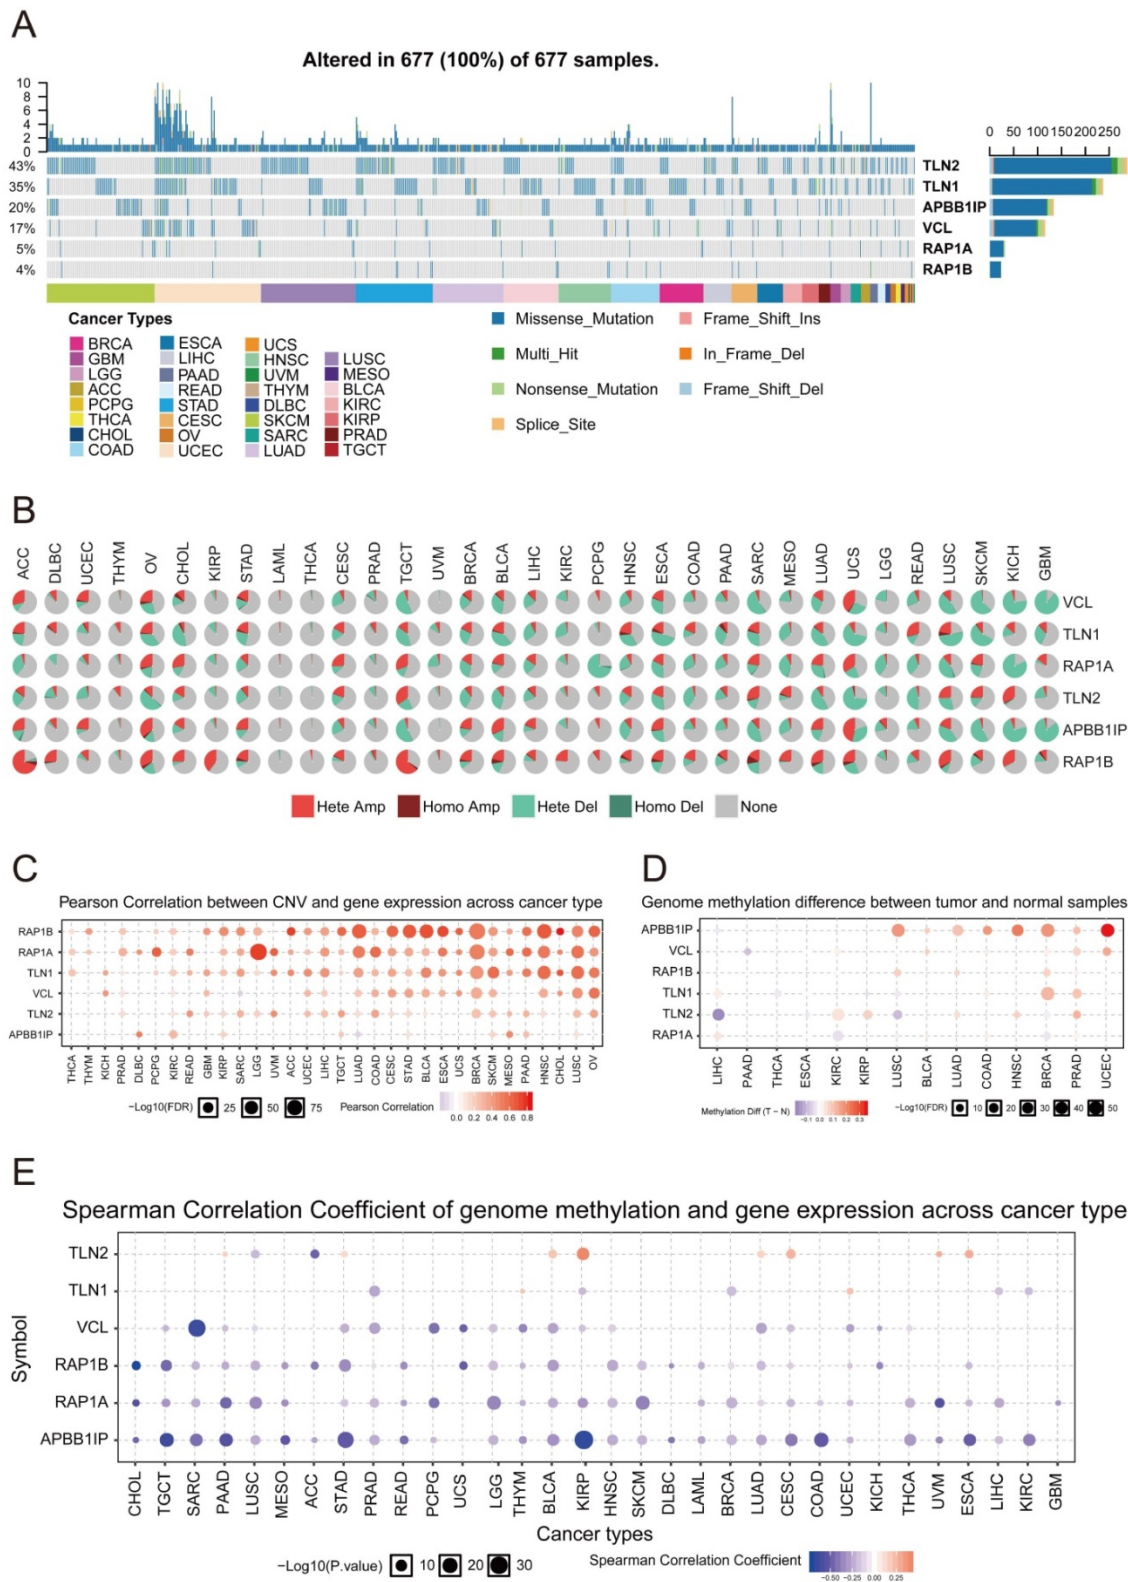 A
Altered in 677 (100%) of 677 samples.
10
8
6
4
2
0
0 50 100 150 200 250
43% TLN2
35% TLN1
20% APBB1IP
17% VCL
5% RAP1A
4% RAP1B
Cancer Types
BRCA ESCA UCS
GBM LIHC HNSC LUSC
LGG PAAD UVM MESO
ACC READ THYM BLCA
PCPG STAD DLBC KIRC
THCA CESC SKCM KIRP
CHOL OV SARC PRAD
COAD UCEC LUAD TGCT
Missense_Mutation Frame_Shift_Ins
Multi_Hit In_Frame_Del
Nonsense_Mutation Frame_Shift_Del
Splice_Site
B
ACC DLBC UCEC THYM OV CHOL KIRP STAD LAML THCA CESC PRAD TGCT UVM BRCA BLCA LIHC KIRC PCPG HNSC ESCA COAD PAAD SARC MESO LUAD UCS LGG READ LUSC SKCM KICH GBM
VCL
TLN1
RAP1A
TLN2
APBB1IP
RAP1B
Hete Amp Homo Amp Hete Del Homo Del None
C
Pearson Correlation between CNV and gene expression across cancer type
RAP1B
RAP1A
TLN1
VCL
TLN2
APBB1IP
THCA THYM KICH PRAD DLBC PCPG KIRC READ GBM KIRP SARC LGG UVM ACC UCEC LIHC TGCT LUAD COAD CESC STAD BLCA ESCA UCS BRCA SKCM MESO PAAD HNSC CHOL LUSC OV
−Log10(FDR) 25 50 75 Pearson Correlation 0.0 0.2 0.4 0.6 0.8
D
Genome methylation difference between tumor and normal samples
APBB1IP
VCL
RAP1B
TLN1
TLN2
RAP1A
LIHC PAAD THCA ESCA KIRC KIRP LUSC BLCA LUAD COAD HNSC BRCA PRAD UCEC
Methylation Diff (T − N) −0.1 0.0 0.1 0.2 0.3 −Log10(FDR) 10 20 30 40 50
E
Spearman Correlation Coefficient of genome methylation and gene expression across cancer type
Symbol
TLN2
TLN1
VCL
RAP1B
RAP1A
APBB1IP
CHOL TGCT SARC PAAD LUSC MESO ACC STAD PRAD READ PCPG UCS LGG THYM BLCA KIRP HNSC SKCM DLBC LAML BRCA LUAD CESC COAD UCEC KICH THCA UVM ESCA LIHC KIRC GBM
Cancer types
−Log10(P.value) 10 20 30 Spearman Correlation Coefficient −0.50 −0.25 0.00 0.25